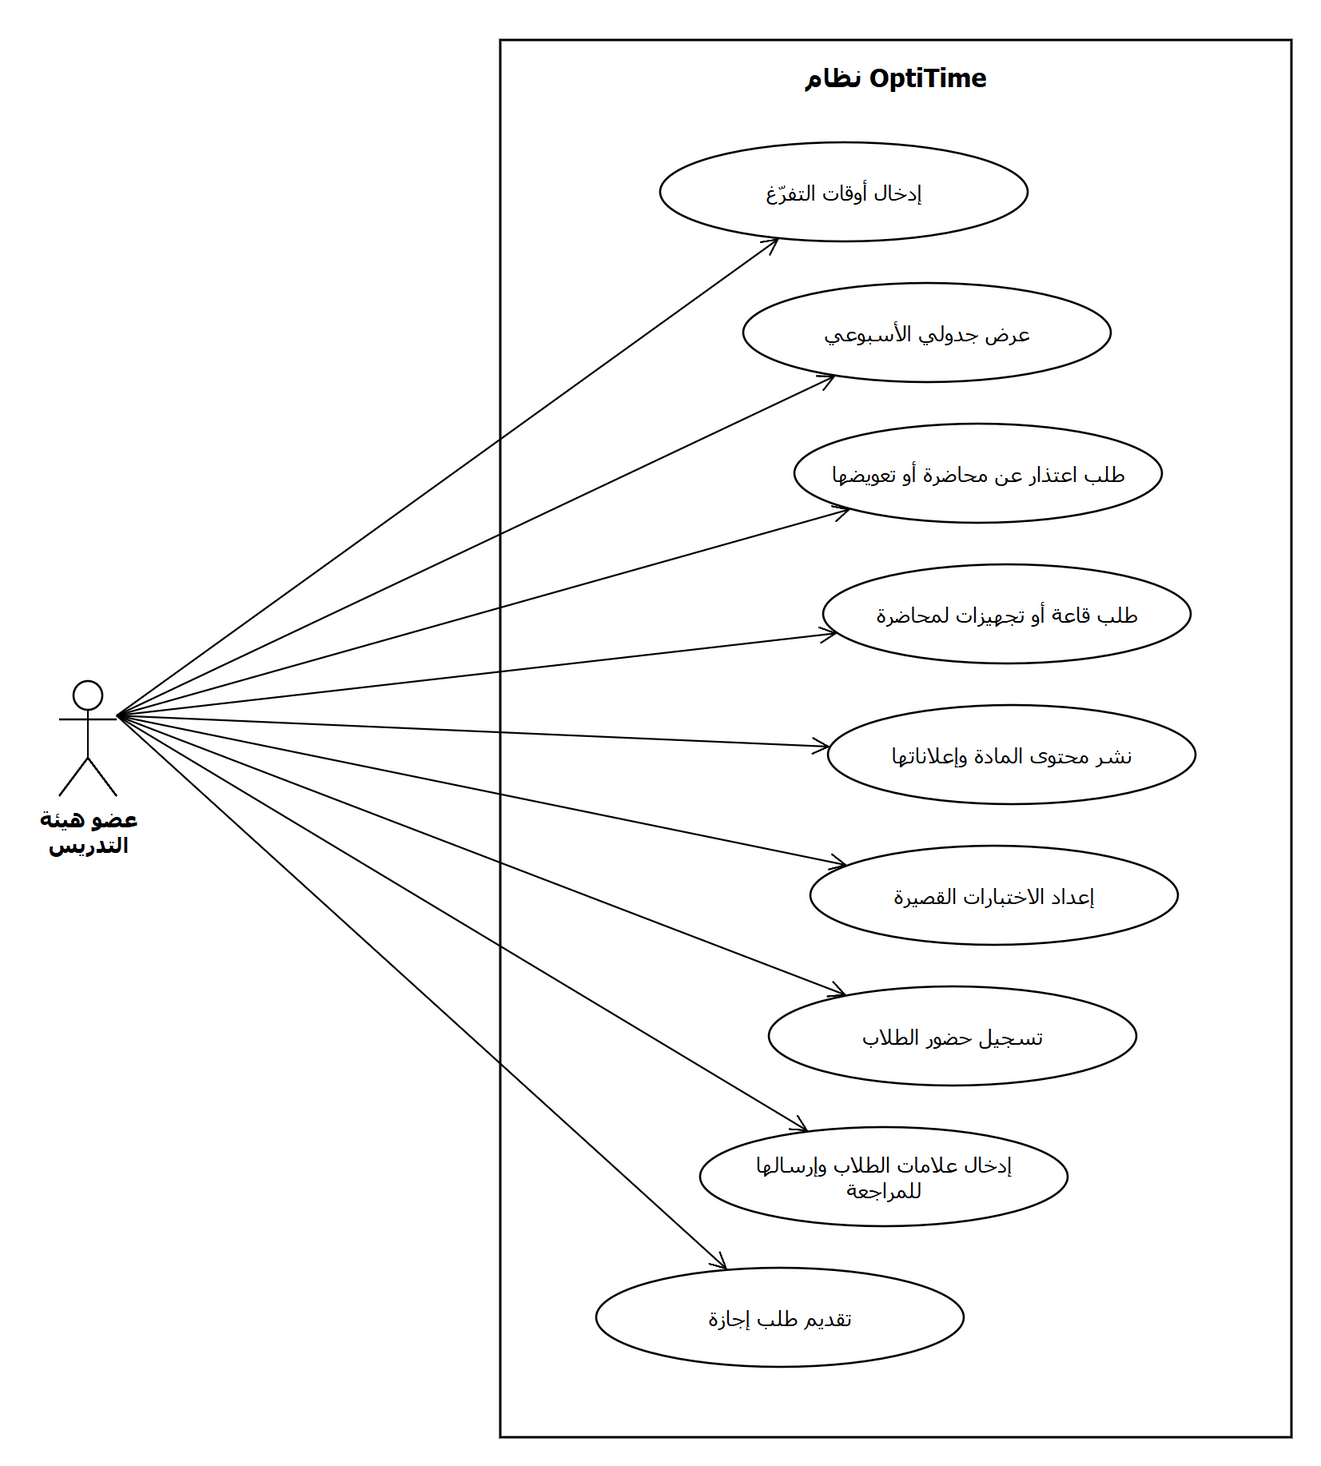 نظام OptiTime
إدخال أوقات التفرّغ
عرض جدولي الأسبوعي
طلب اعتذار عن محاضرة أو تعويضها
طلب قاعة أو تجهيزات لمحاضرة
نشر محتوى المادة وإعلاناتها
عضو هيئة
التدريس
إعداد الاختبارات القصيرة
تسجيل حضور الطلاب
إدخال علامات الطلاب وإرسالها
للمراجعة
تقديم طلب إجازة